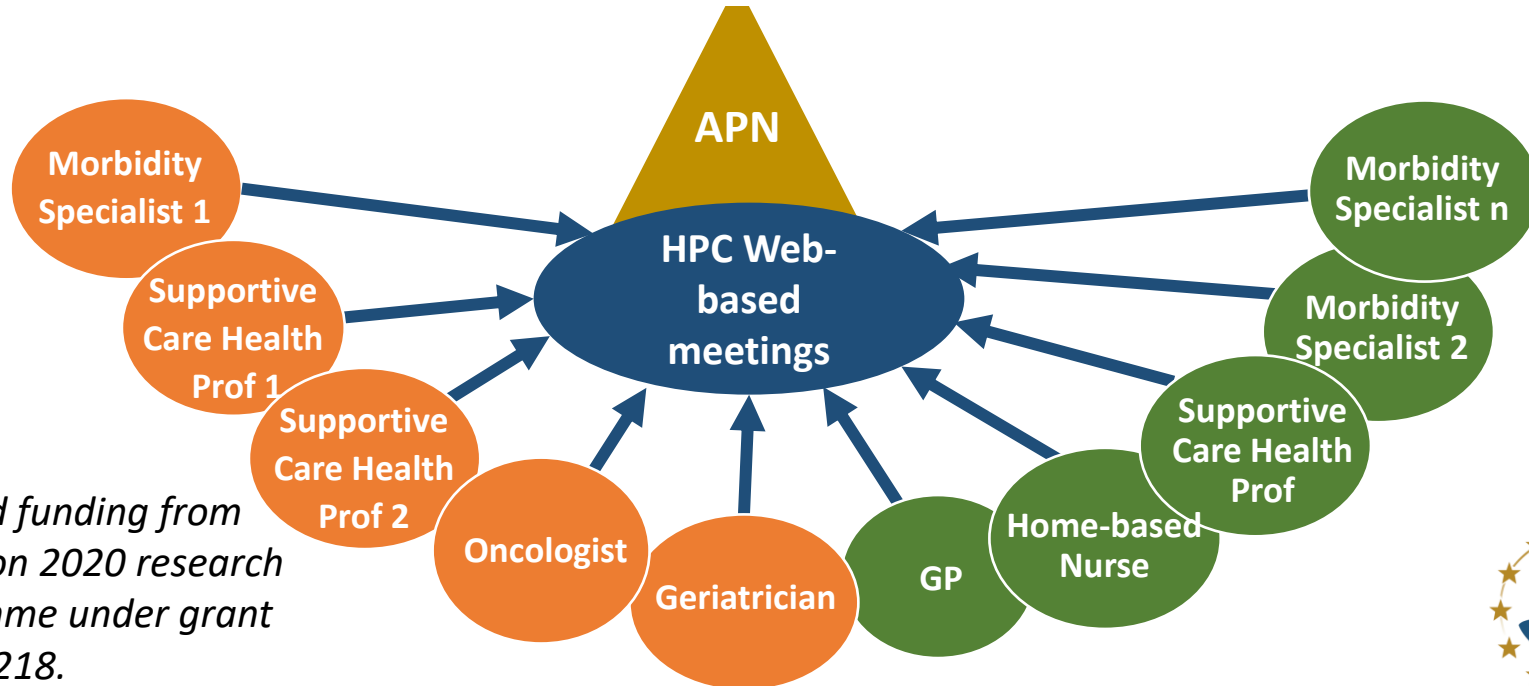 APN
HPC Web-
based
meetings
Morbidity
Specialist 1
Supportive
Care Health
Prof 1
Supportive
Care Health
Prof 2
Oncologist
Geriatrician
GP
Home-based
Nurse
Supportive
Care Health
Prof
Morbidity
Specialist 2
Morbidity
Specialist n
funding from
2020 research
under grant
218.